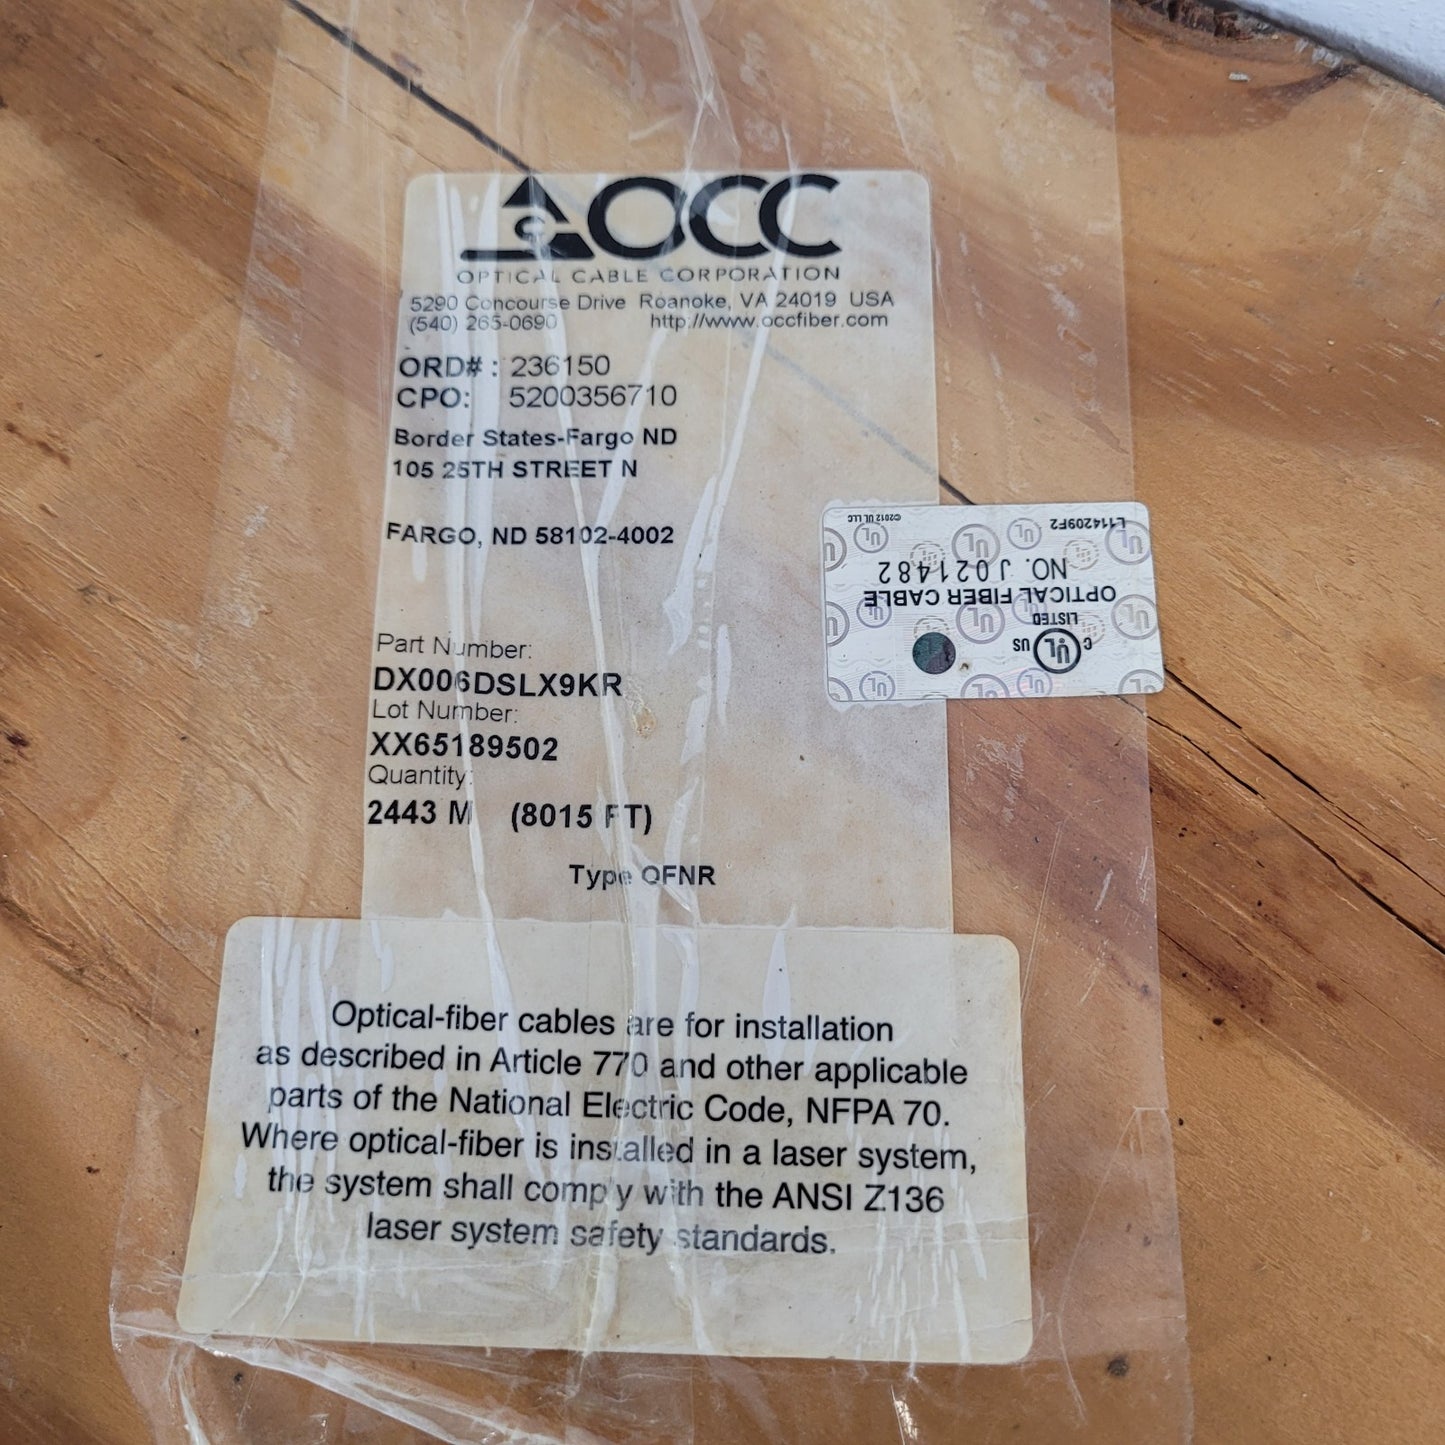 OCC
OPTICAL CABLE CORPORATION
5290 Concourse Drive Roanoke, VA 24019 USA
(540) 265-0690 http://www.occfiber.com
ORD# : 236150
CPO: 5200356710
Border States-Fargo ND
105 25TH STREET N
FARGO, ND 58102-4002
Part Number:
DX006DSLX9KR
Lot Number:
XX65189502
Quantity:
2443 M (8015 FT)
Type OFNR
C UL US
LISTED
OPTICAL FIBER CABLE
NO. J021482
L114209F2 ©2012 UL LLC
Optical-fiber cables are for installation
as described in Article 770 and other applicable
parts of the National Electric Code, NFPA 70.
Where optical-fiber is installed in a laser system,
the system shall comply with the ANSI Z136
laser system safety standards.